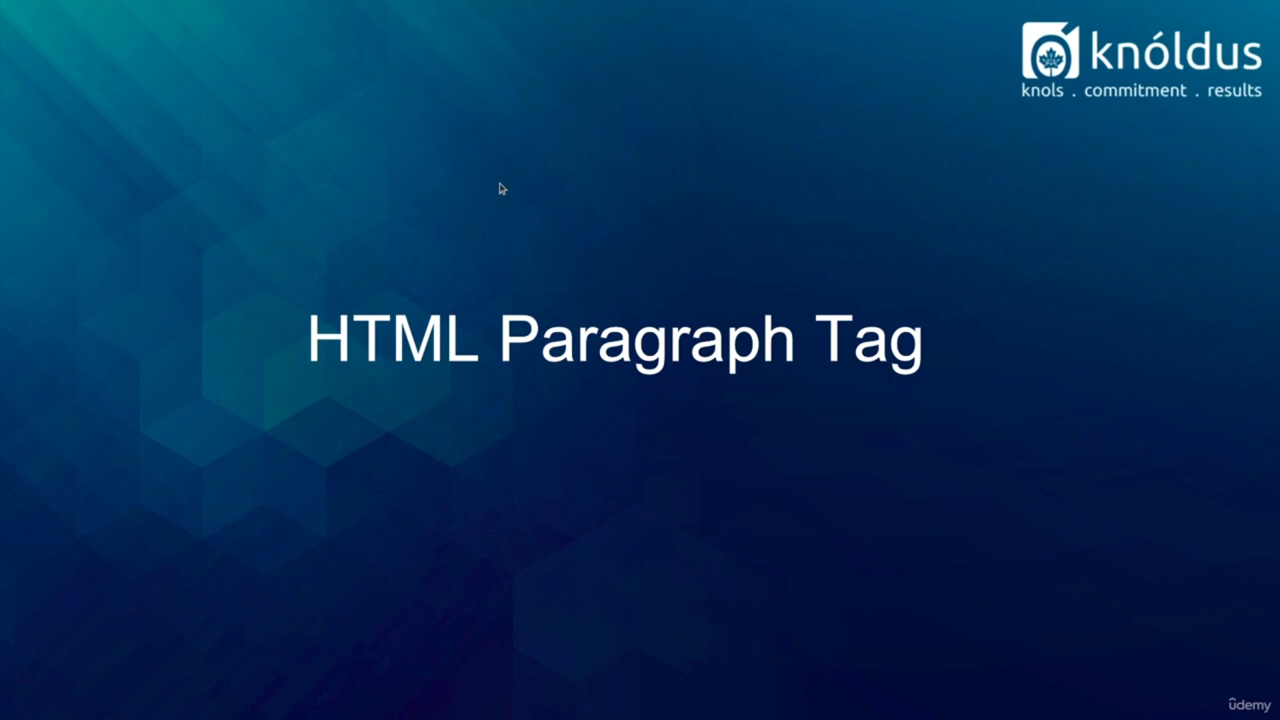 knóldus
knols . commitment . results
HTML Paragraph Tag
ûdemy